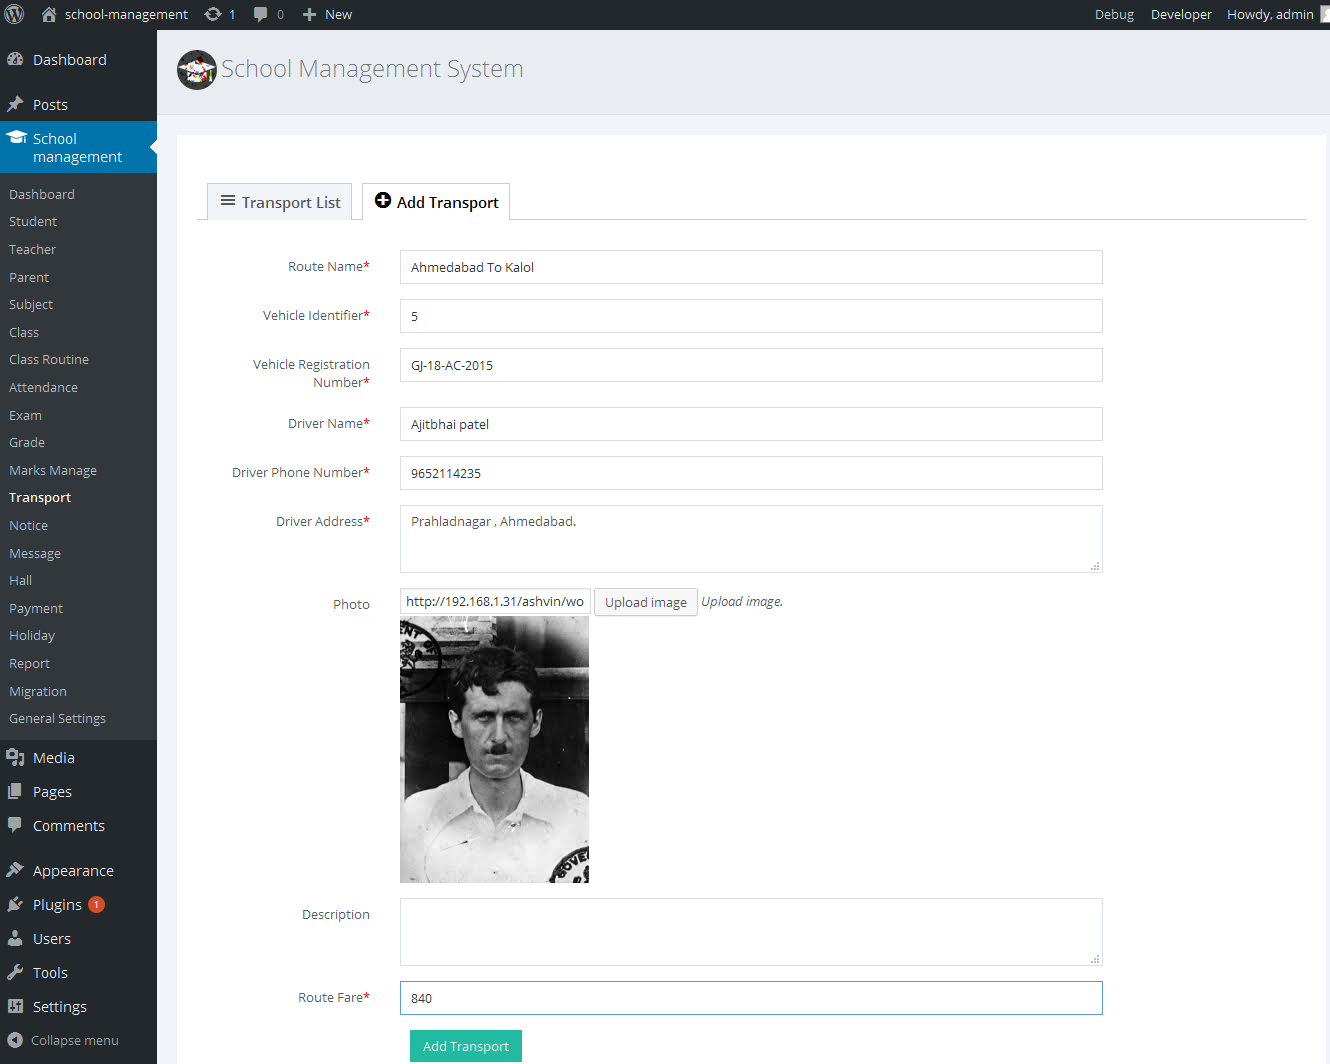 school-management 1 0 New Debug Developer Howdy, admin
Dashboard
Posts
School
management
Dashboard
Student
Teacher
Parent
Subject
Class
Class Routine
Attendance
Exam
Grade
Marks Manage
Transport
Notice
Message
Hall
Payment
Holiday
Report
Migration
General Settings
Media
Pages
Comments
Appearance
Plugins 1
Users
Tools
Settings
Collapse menu
School Management System
Transport List Add Transport
Route Name* Ahmedabad To Kalol
Vehicle Identifier* 5
Vehicle Registration
Number* GJ-18-AC-2015
Driver Name* Ajitbhai patel
Driver Phone Number* 9652114235
Driver Address* Prahladnagar , Ahmedabad.
Photo http://192.168.1.31/ashvin/wo Upload image Upload image.
Description
Route Fare* 840
Add Transport